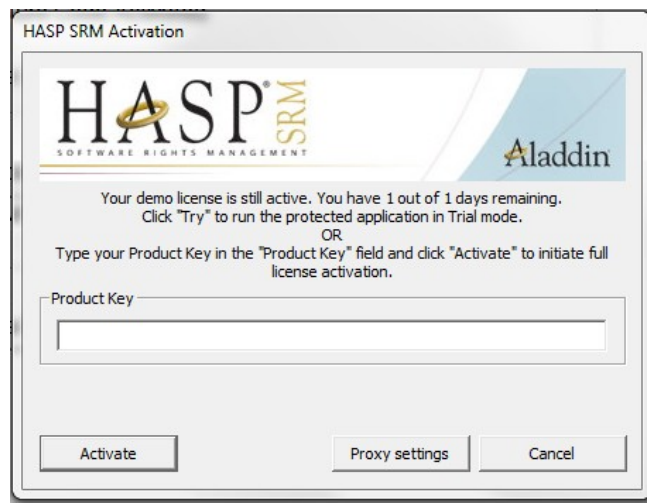 HASP SRM Activation
HASP® SRM
SOFTWARE RIGHTS MANAGEMENT
Aladdin
Your demo license is still active. You have 1 out of 1 days remaining.
Click "Try" to run the protected application in Trial mode.
OR
Type your Product Key in the "Product Key" field and click "Activate" to initiate full
license activation.
Product Key
Activate
Proxy settings
Cancel